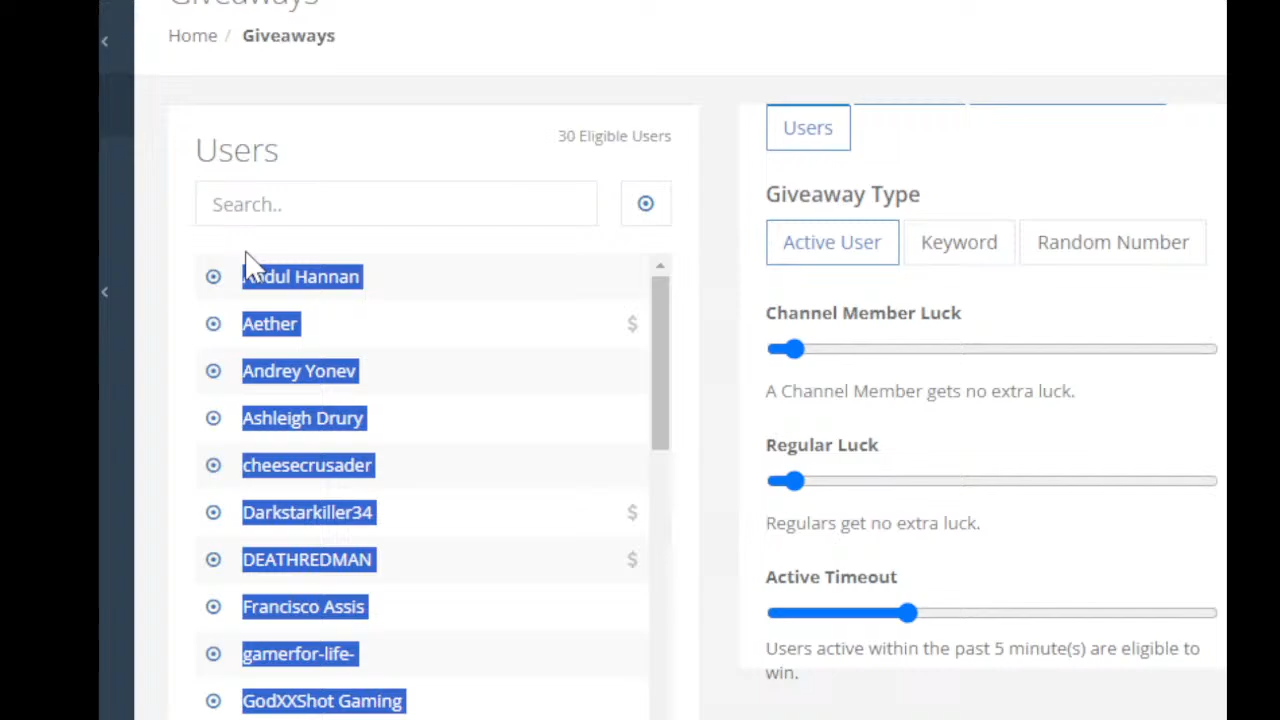 Giveaways
Home / Giveaways
Users
30 Eligible Users
Search..
Abdul Hannan
Aether $
Andrey Yonev
Ashleigh Drury
cheesecrusader
Darkstarkiller34 $
DEATHREDMAN $
Francisco Assis
gamerfor-life-
GodXXShot Gaming
Users
Giveaway Type
Active User Keyword Random Number
Channel Member Luck
A Channel Member gets no extra luck.
Regular Luck
Regulars get no extra luck.
Active Timeout
Users active within the past 5 minute(s) are eligible to
win.